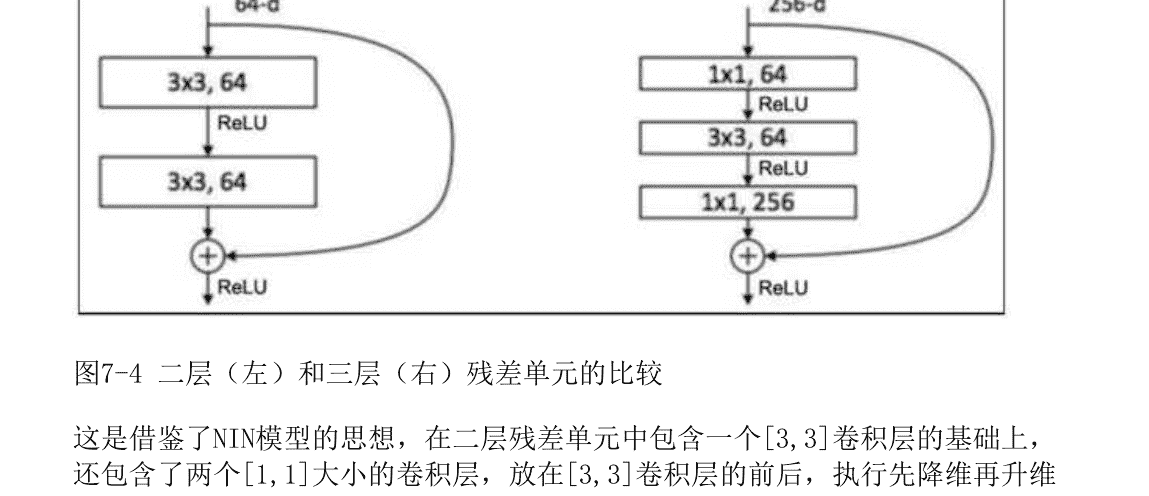 64-d
256-d
3x3, 64
ReLU
3x3, 64
ReLU
1x1, 64
ReLU
3x3, 64
ReLU
1x1, 256
ReLU
图7-4 二层（左）和三层（右）残差单元的比较
这是借鉴了NIN模型的思想，在二层残差单元中包含一个[3,3]卷积层的基础上，
还包含了两个[1,1]大小的卷积层，放在[3,3]卷积层的前后，执行先降维再升维